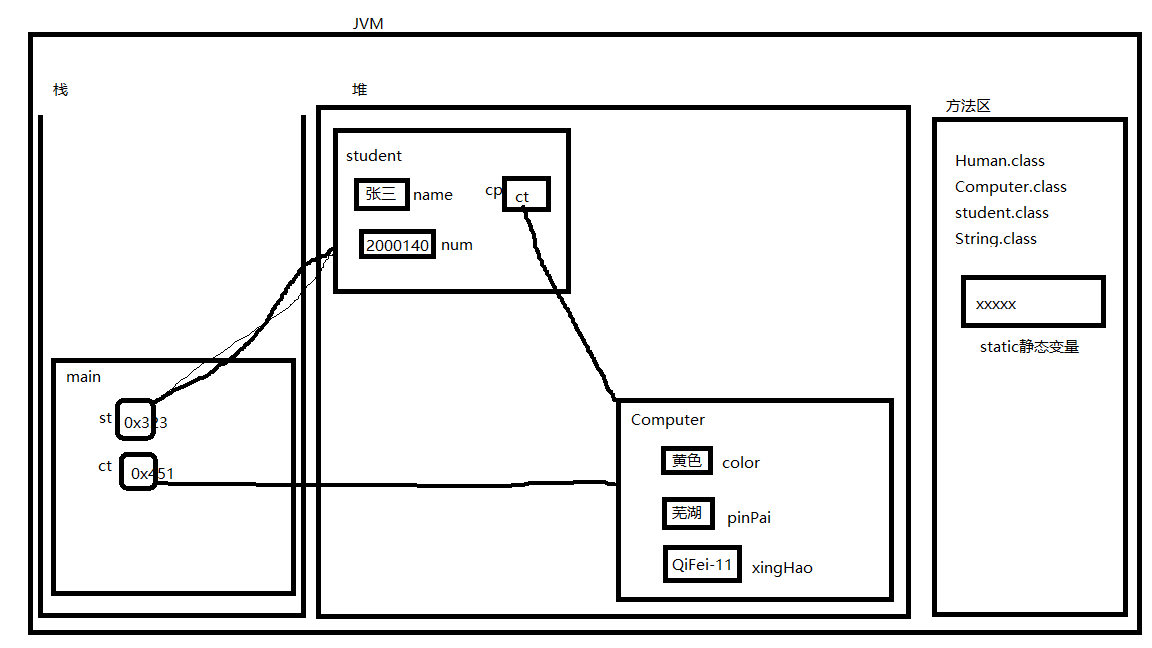 JVM
栈
堆
方法区
student
张三 name
cp ct
2000140 num
main
st 0x323
ct 0x451
Computer
黄色 color
芜湖 pinPai
QiFei-11 xingHao
Human.class
Computer.class
student.class
String.class
xxxxx
static静态变量